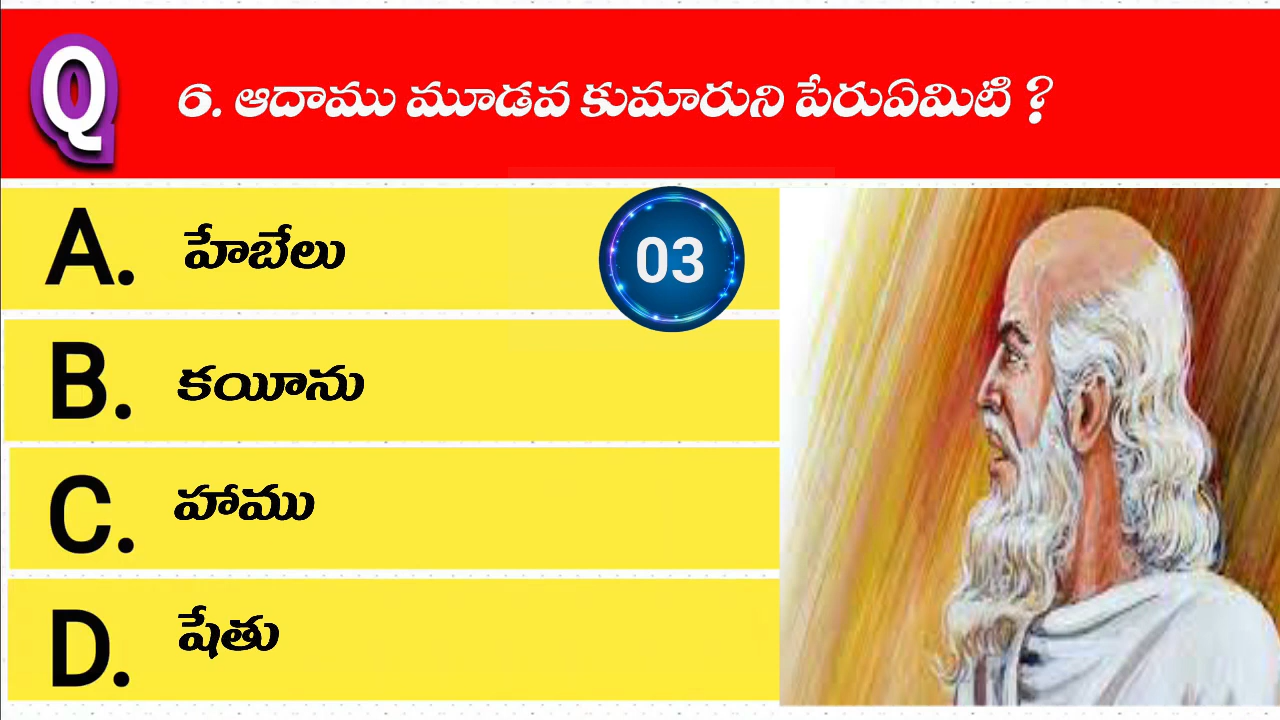 Q
6. ఆదాము మూడవ కుమారుని పేరుఏమిటి ?
A. హేబేలు
03
B. కయీను
C. హాము
D. షేతు